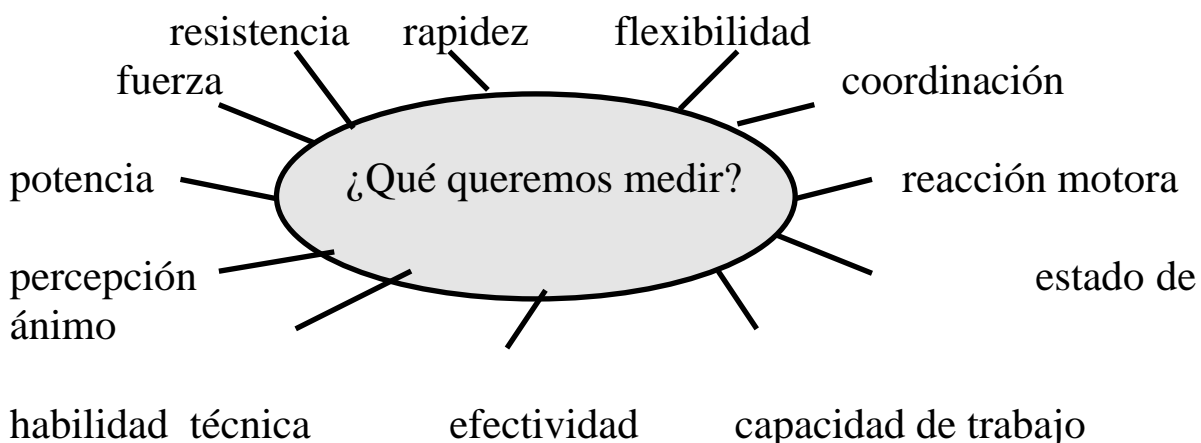 resistencia rapidez flexibilidad
fuerza coordinación
potencia ¿Qué queremos medir? reacción motora
percepción estado de
ánimo
habilidad técnica efectividad capacidad de trabajo